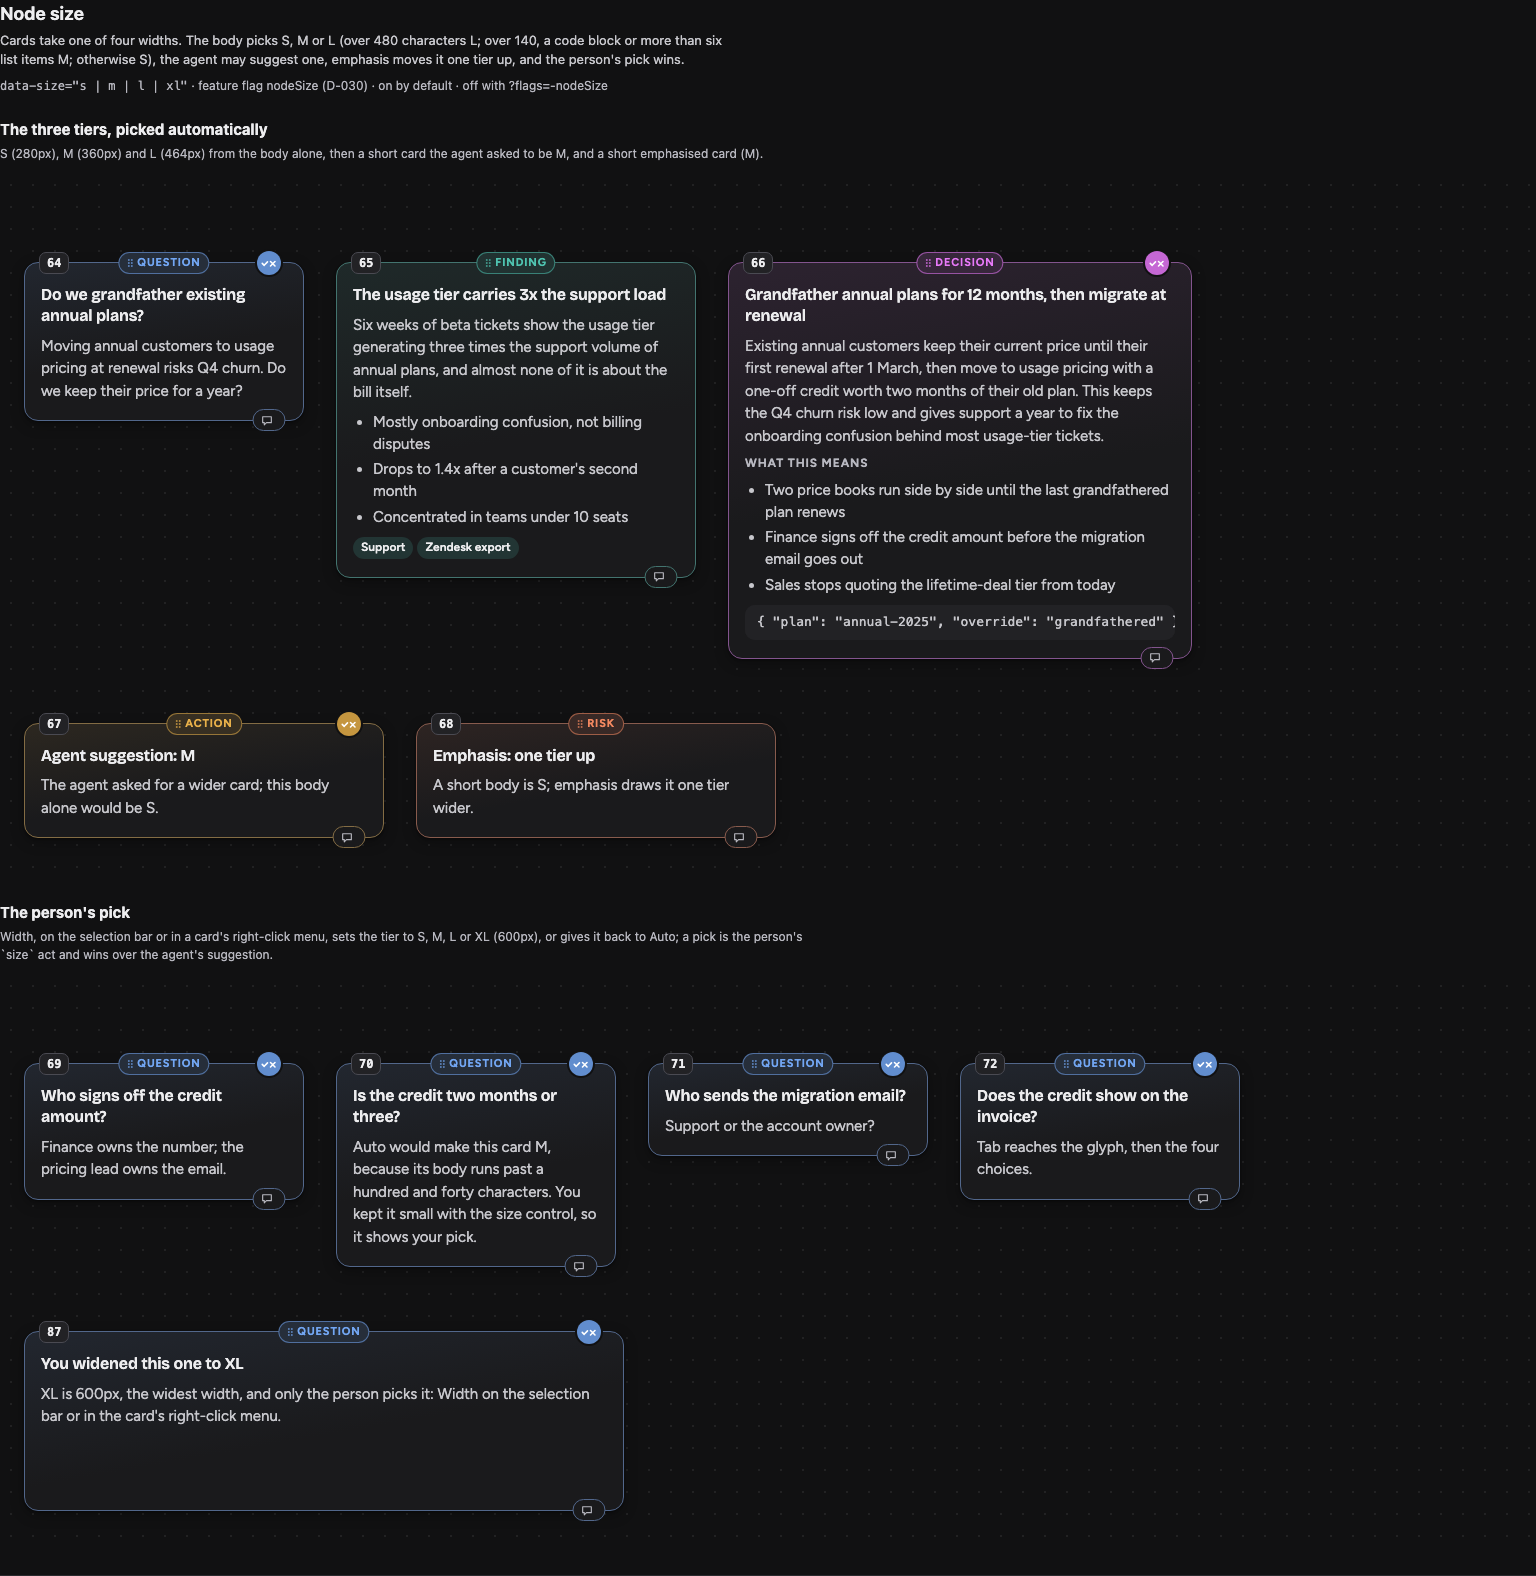 Node size
Cards take one of four widths. The body picks S, M or L (over 480 characters L; over 140, a code block or more than six
list items M; otherwise S), the agent may suggest one, emphasis moves it one tier up, and the person's pick wins.
data-size="s | m | l | xl" · feature flag nodeSize (D-030) · on by default · off with ?flags=-nodeSize
The three tiers, picked automatically
S (280px), M (360px) and L (464px) from the body alone, then a short card the agent asked to be M, and a short emphasised card (M).
64
QUESTION
Do we grandfather existing
annual plans?
Moving annual customers to usage
pricing at renewal risks Q4 churn. Do
we keep their price for a year?
65
FINDING
The usage tier carries 3x the support load
Six weeks of beta tickets show the usage tier
generating three times the support volume of
annual plans, and almost none of it is about the
bill itself.
• Mostly onboarding confusion, not billing
disputes
• Drops to 1.4x after a customer's second
month
• Concentrated in teams under 10 seats
Support
Zendesk export
66
DECISION
Grandfather annual plans for 12 months, then migrate at
renewal
Existing annual customers keep their current price until their
first renewal after 1 March, then move to usage pricing with a
one-off credit worth two months of their old plan. This keeps
the Q4 churn risk low and gives support a year to fix the
onboarding confusion behind most usage-tier tickets.
WHAT THIS MEANS
• Two price books run side by side until the last grandfathered
plan renews
• Finance signs off the credit amount before the migration
email goes out
• Sales stops quoting the lifetime-deal tier from today
{ "plan": "annual-2025", "override": "grandfathered" }
67
ACTION
Agent suggestion: M
The agent asked for a wider card; this body
alone would be S.
68
RISK
Emphasis: one tier up
A short body is S; emphasis draws it one tier
wider.
The person's pick
Width, on the selection bar or in a card's right-click menu, sets the tier to S, M, L or XL (600px), or gives it back to Auto; a pick is the person's
`size` act and wins over the agent's suggestion.
69
QUESTION
Who signs off the credit
amount?
Finance owns the number; the
pricing lead owns the email.
70
QUESTION
Is the credit two months or
three?
Auto would make this card M,
because its body runs past a
hundred and forty characters. You
kept it small with the size control, so
it shows your pick.
71
QUESTION
Who sends the migration email?
Support or the account owner?
72
QUESTION
Does the credit show on the
invoice?
Tab reaches the glyph, then the four
choices.
87
QUESTION
You widened this one to XL
XL is 600px, the widest width, and only the person picks it: Width on the selection
bar or in the card's right-click menu.